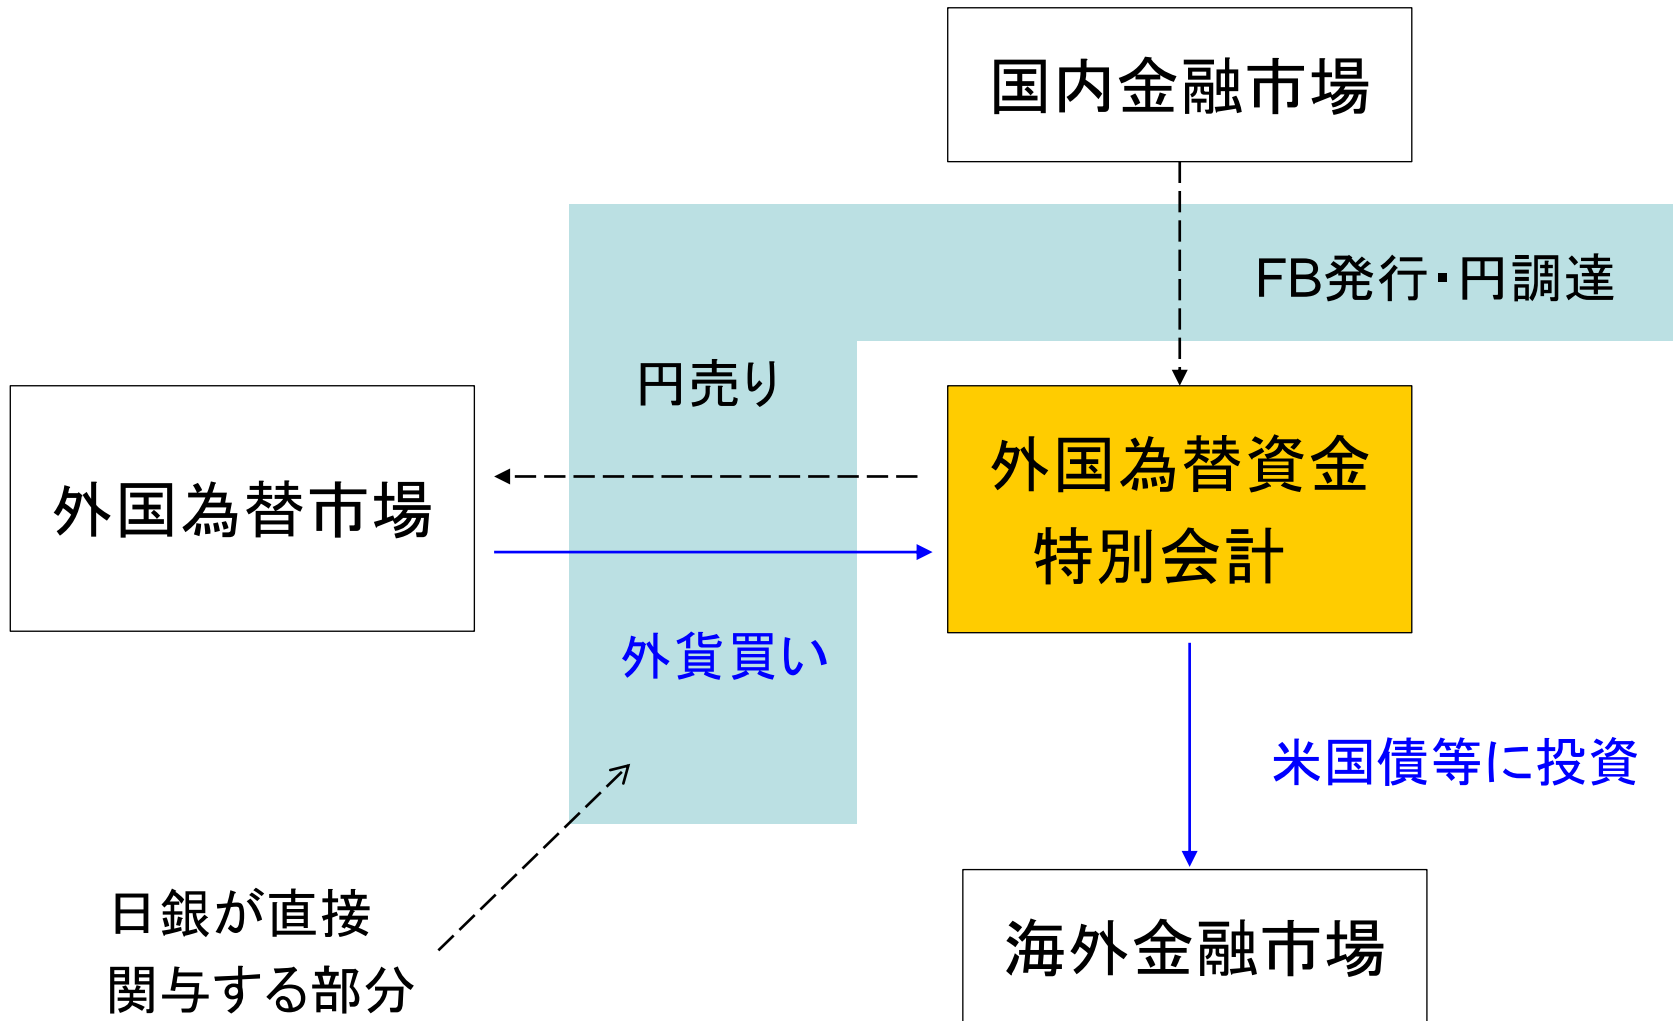 国内金融市場
FB発行・円調達
円売り
外国為替市場
外国為替資金
特別会計
外貨買い
米国債等に投資
日銀が直接
関与する部分
海外金融市場